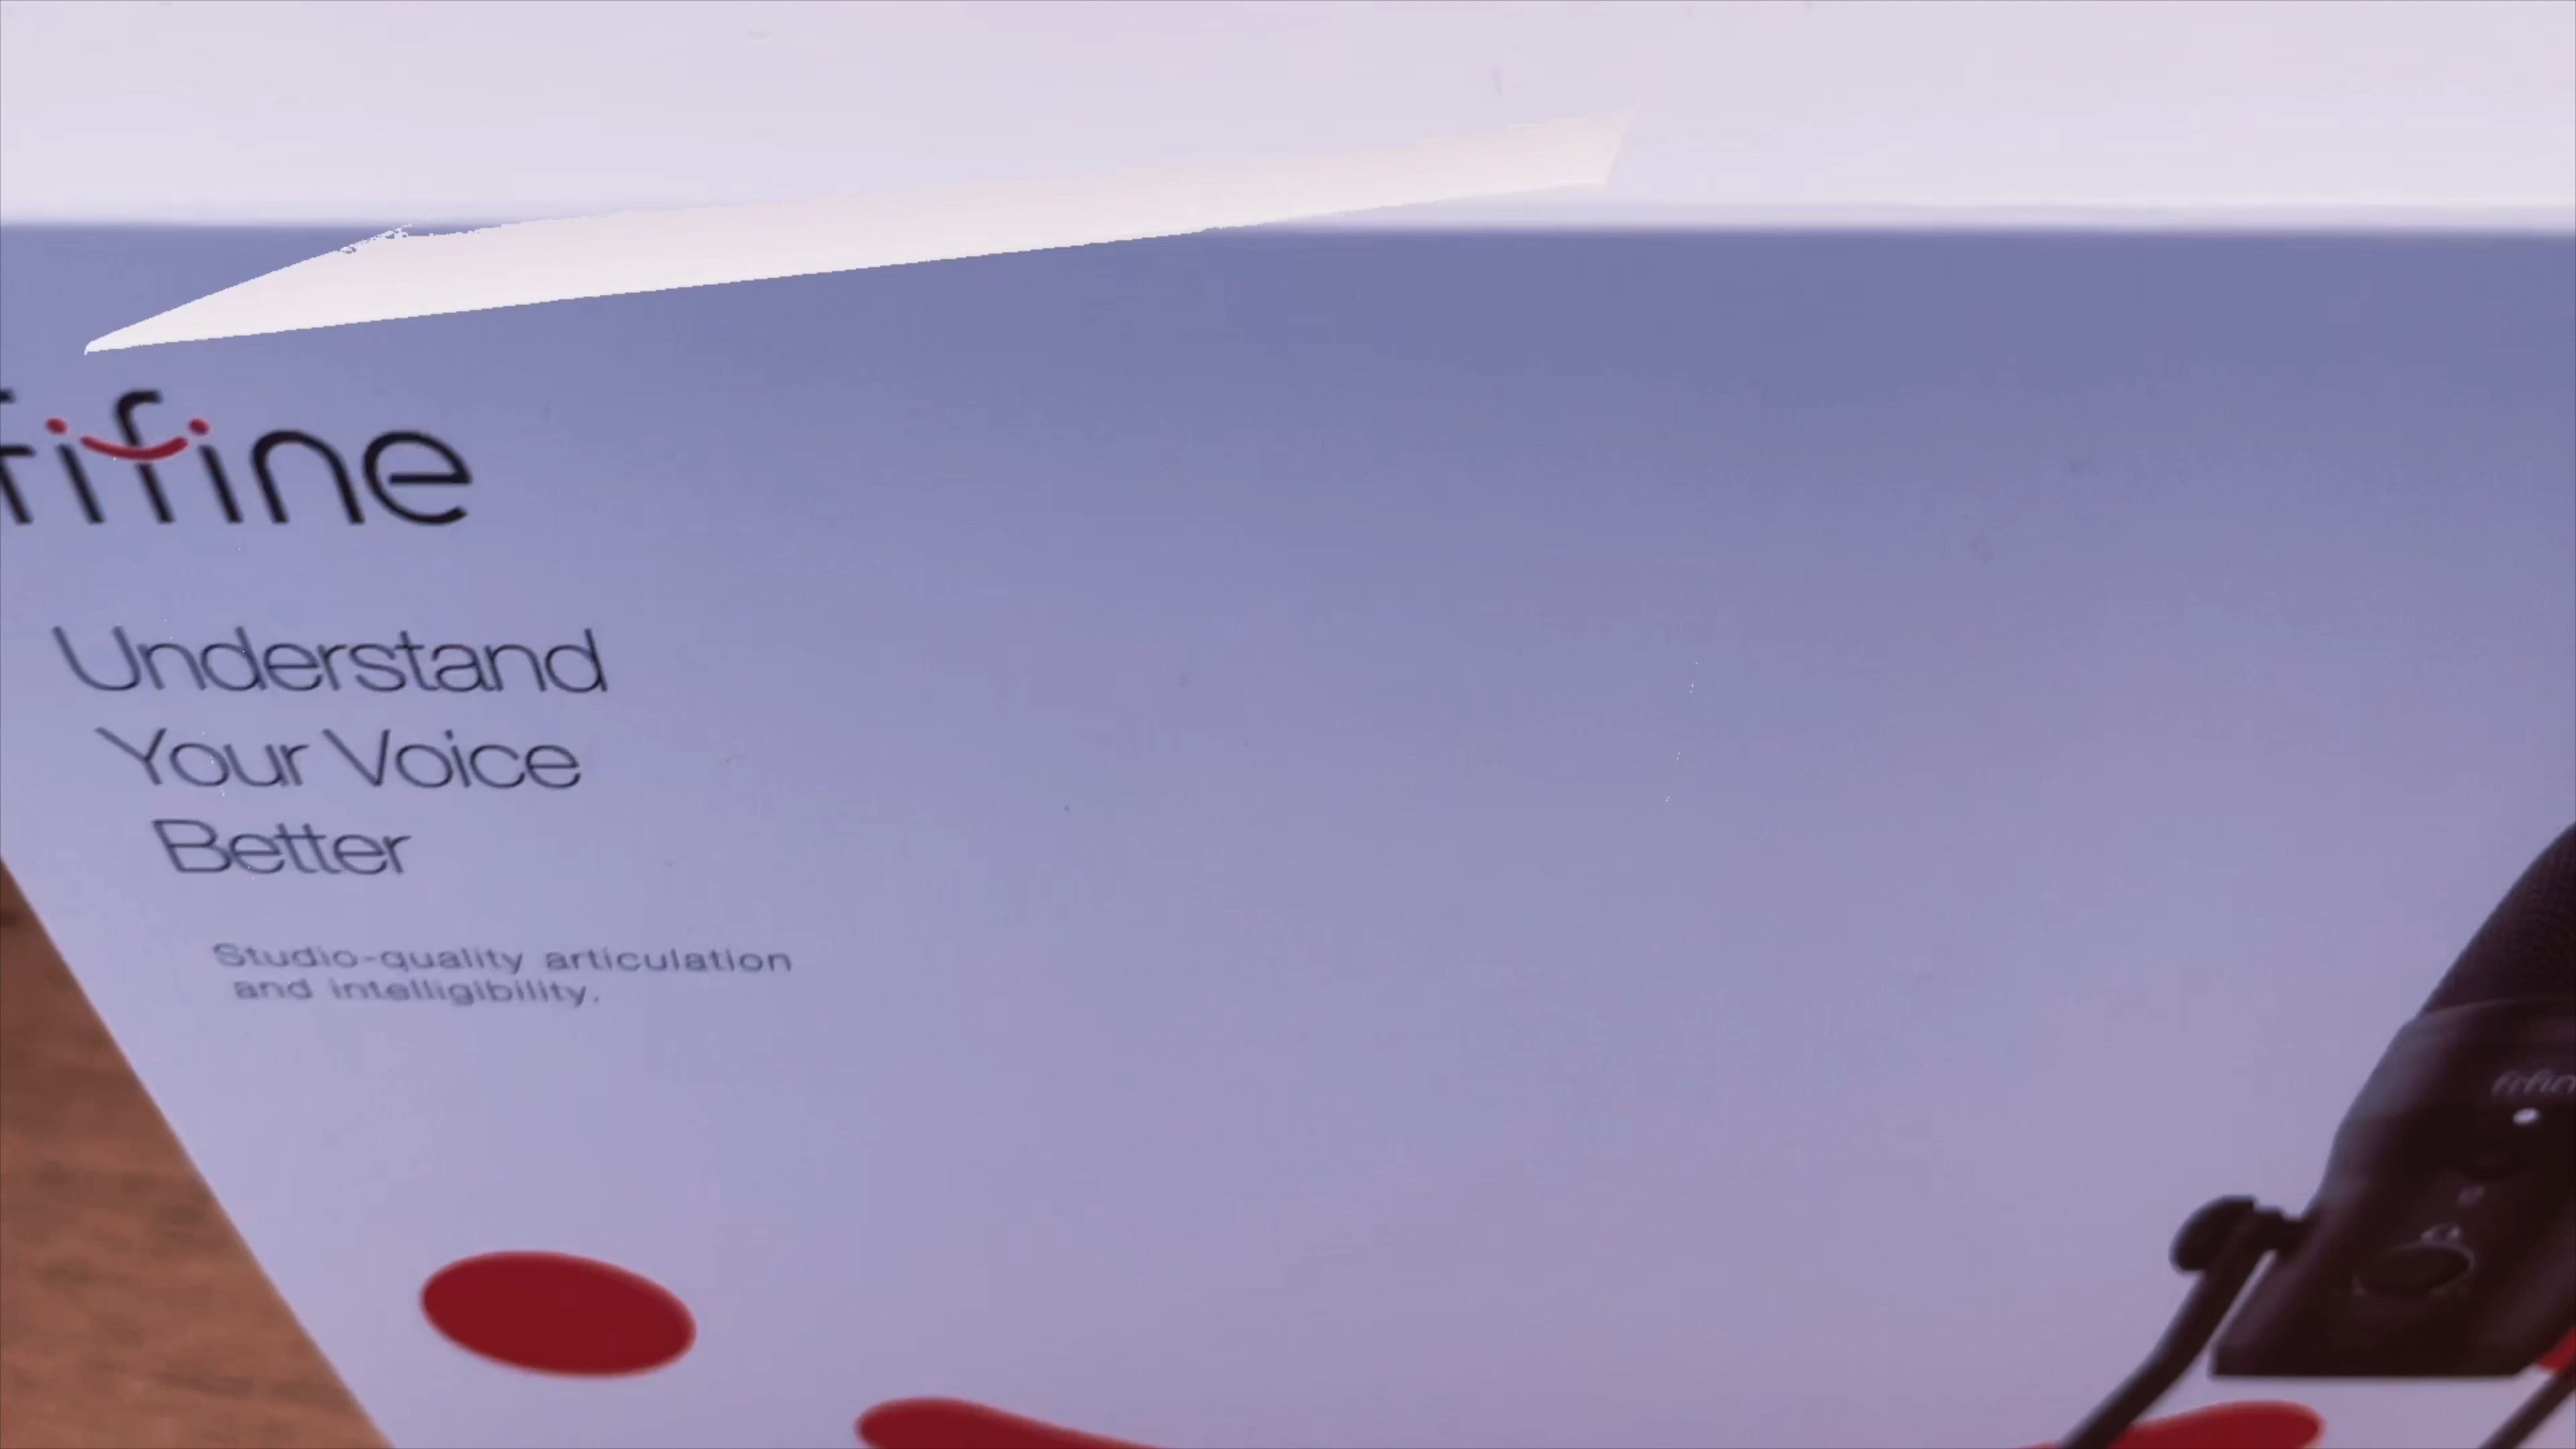 fifine
Understand
Your Voice
Better
Studio-quality articulation
and intelligibility.